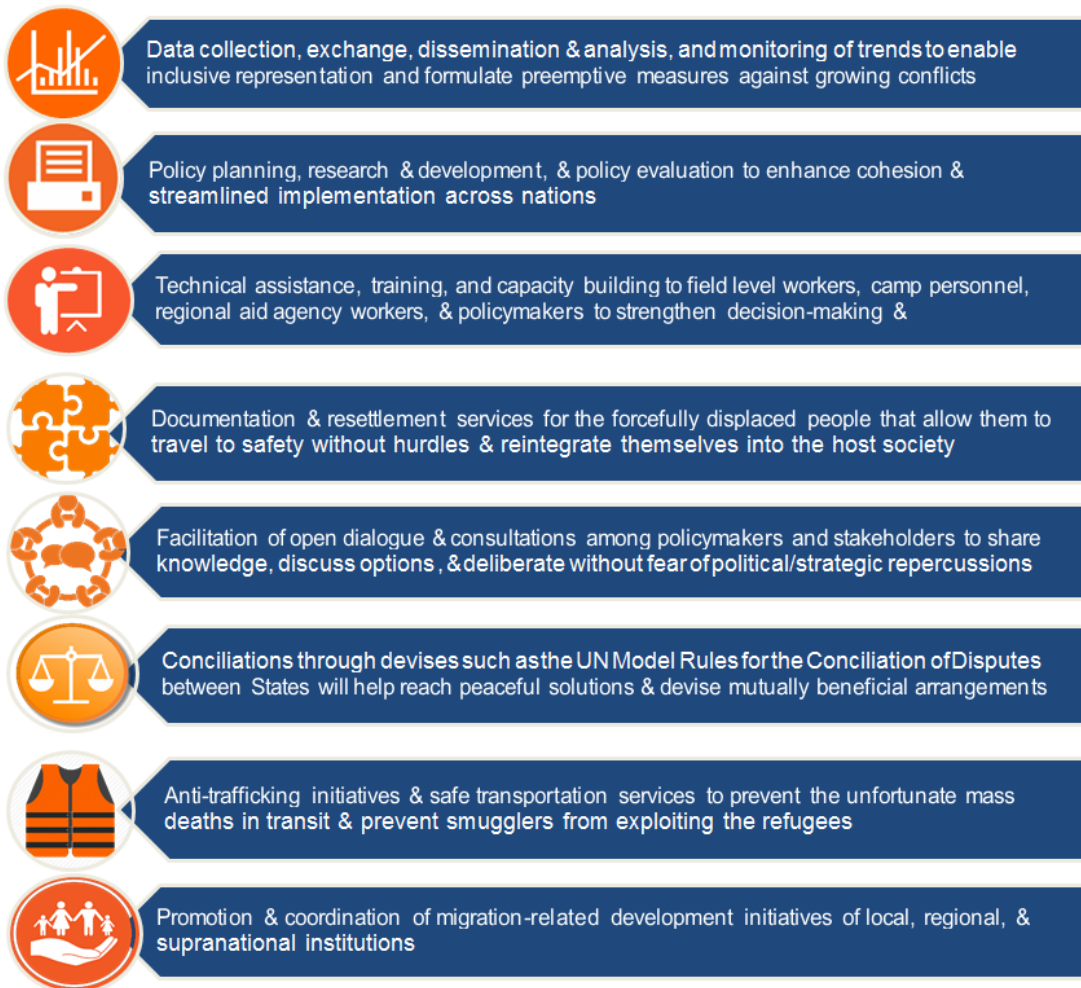 Data collection, exchange, dissemination & analysis, and monitoring of trends to enable
inclusive representation and formulate preemptive measures against growing conflicts
Policy planning, research & development, & policy evaluation to enhance cohesion &
streamlined implementation across nations
Technical assistance, training, and capacity building to field level workers, camp personnel,
regional aid agency workers, & policymakers to strengthen decision-making &
Documentation & resettlement services for the forcefully displaced people that allow them to
travel to safety without hurdles & reintegrate themselves into the host society
Facilitation of open dialogue & consultations among policymakers and stakeholders to share
knowledge, discuss options , & deliberate without fear of political/strategic repercussions
Conciliations through devises such as the UN Model Rules for the Conciliation of Disputes
between States will help reach peaceful solutions & devise mutually beneficial arrangements
Anti-trafficking initiatives & safe transportation services to prevent the unfortunate mass
deaths in transit & prevent smugglers from exploiting the refugees
Promotion & coordination of migration-related development initiatives of local, regional, &
supranational institutions